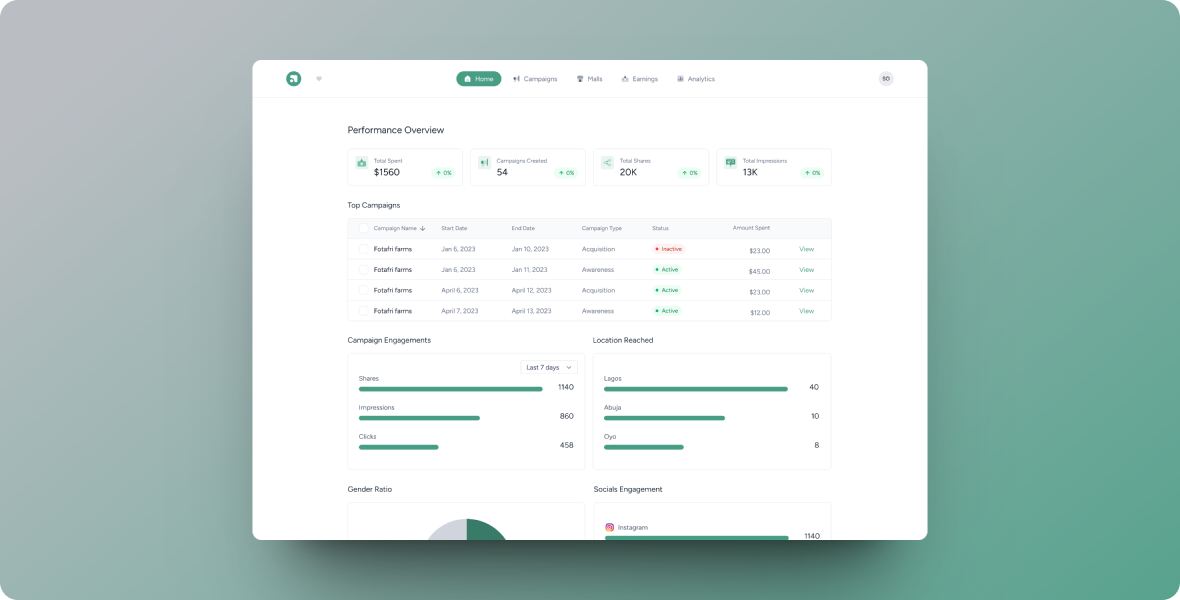 Home Campaigns Malls Earnings Analytics BG
Performance Overview
Total Spent Campaigns Created Total Shares Total Impressions
$1560 ↑ 0% 54 ↑ 0% 20K ↑ 0% 13K ↑ 0%
Top Campaigns
Campaign Name ↓ Start Date End Date Campaign Type Status Amount Spent
Fotafri farms Jan 6, 2023 Jan 10, 2023 Acquisition Inactive $23.00 View
Fotafri farms Jan 6, 2023 Jan 11, 2023 Awareness Active $45.00 View
Fotafri farms April 6, 2023 April 12, 2023 Acquisition Active $23.00 View
Fotafri farms April 7, 2023 April 13, 2023 Awareness Active $12.00 View
Campaign Engagements Location Reached
Last 7 days
Shares 1140 Lagos 40
Impressions 860 Abuja 10
Clicks 458 Oyo 8
Gender Ratio Socials Engagement
Instagram 1140